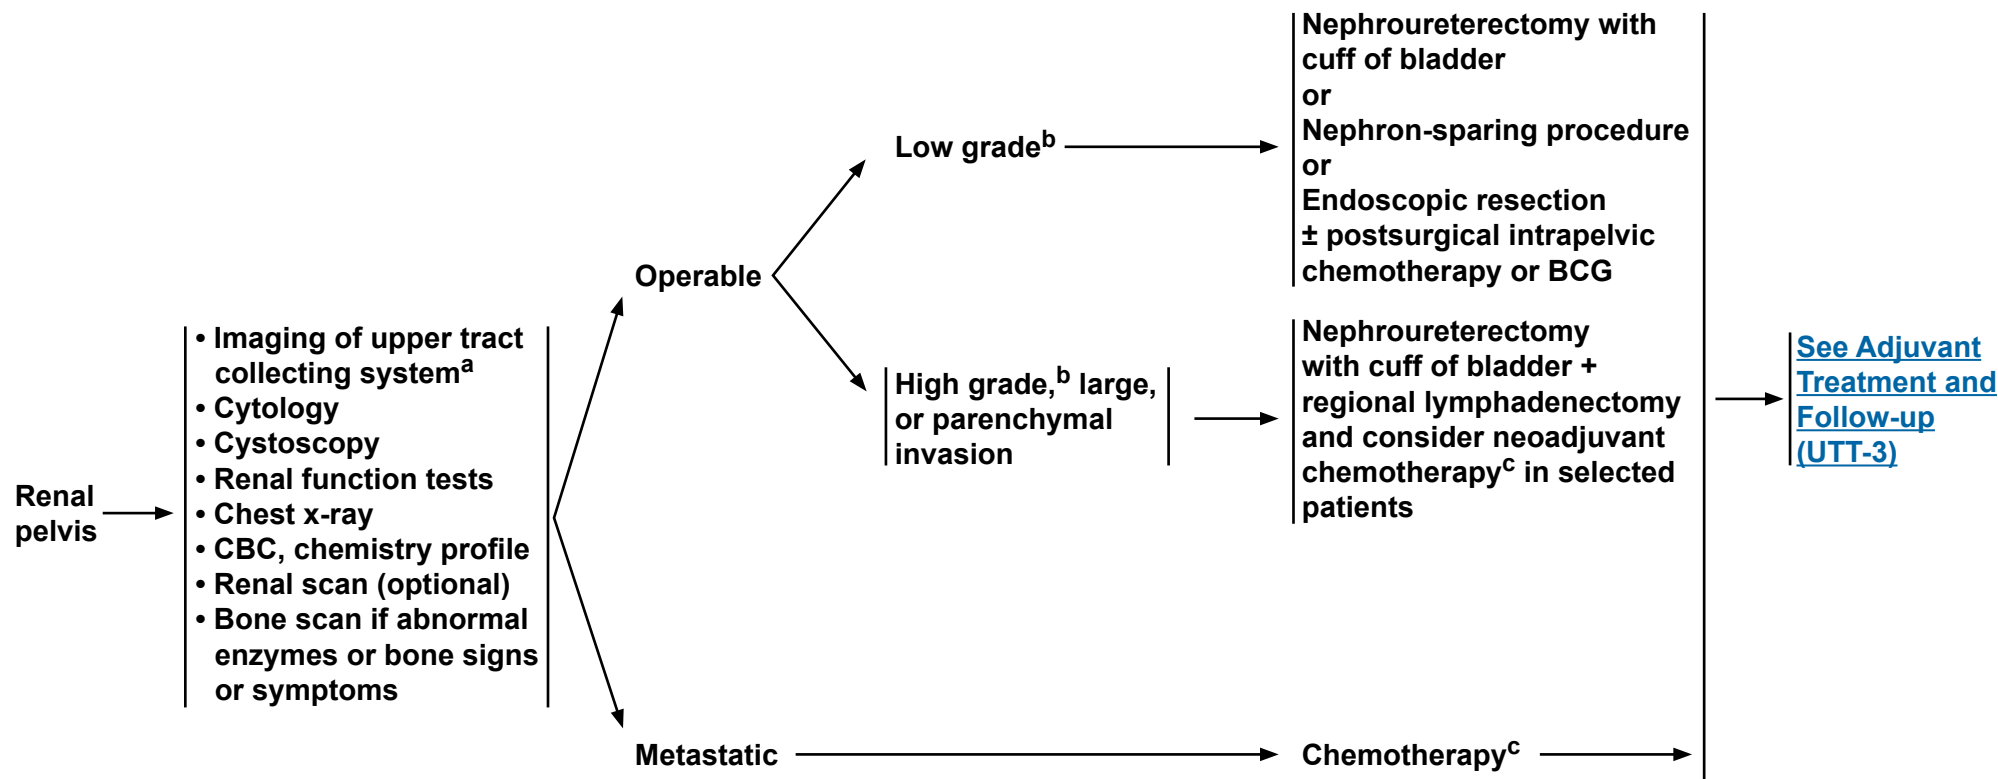 Renal
pelvis
• Imaging of upper tract
collecting systemᵃ
• Cytology
• Cystoscopy
• Renal function tests
• Chest x-ray
• CBC, chemistry profile
• Renal scan (optional)
• Bone scan if abnormal
enzymes or bone signs
or symptoms
Operable
Metastatic
Low gradeᵇ
High grade,ᵇ large,
or parenchymal
invasion
Nephroureterectomy with
cuff of bladder
or
Nephron-sparing procedure
or
Endoscopic resection
± postsurgical intrapelvic
chemotherapy or BCG
Nephroureterectomy
with cuff of bladder +
regional lymphadenectomy
and consider neoadjuvant
chemotherapyᶜ in selected
patients
Chemotherapyᶜ
See Adjuvant
Treatment and
Follow-up
(UTT-3)